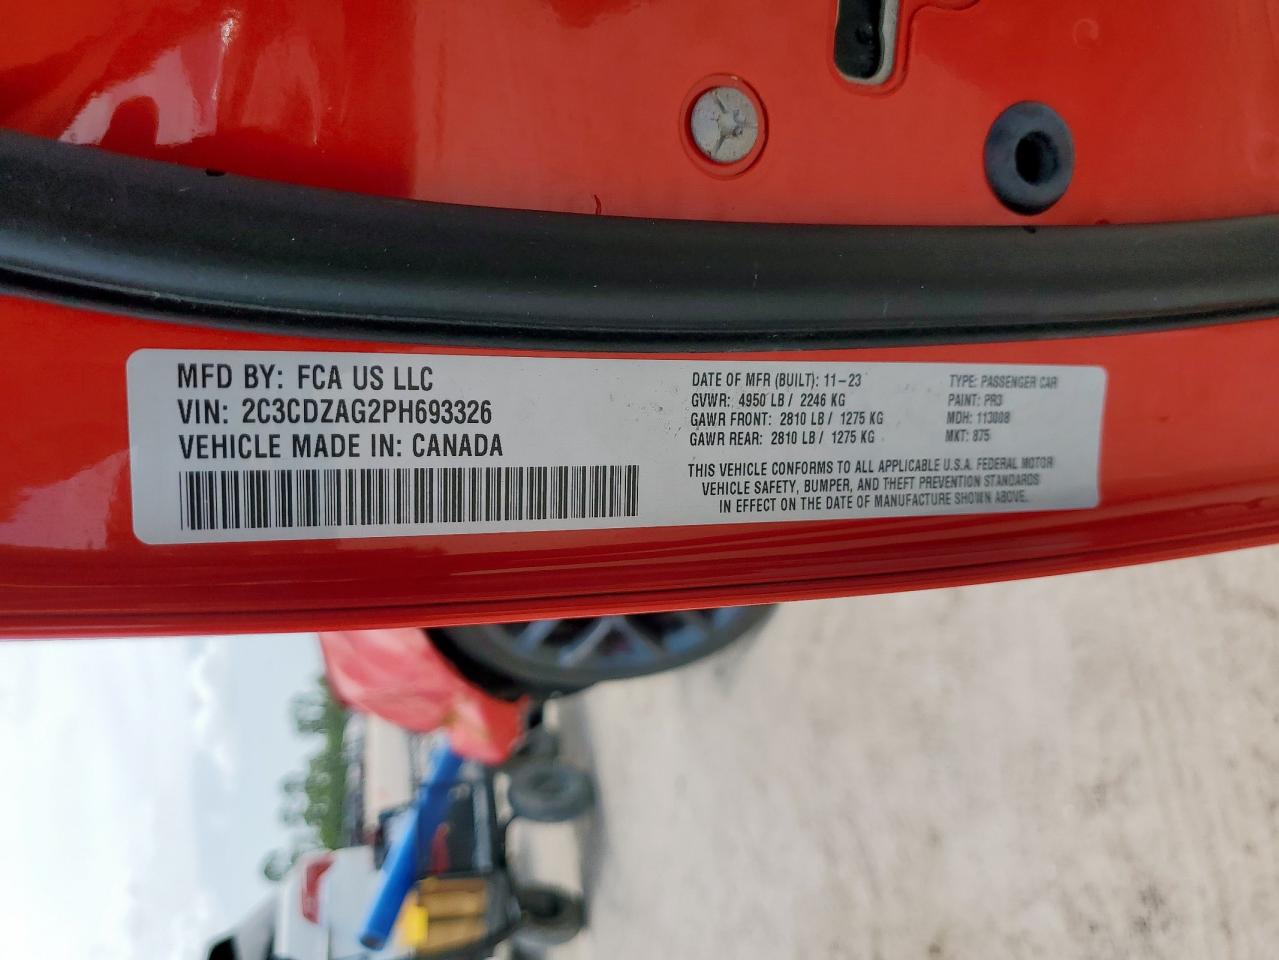 MFD BY: FCA US LLC
VIN: 2C3CDZAG2PH693326
VEHICLE MADE IN: CANADA
DATE OF MFR (BUILT): 11-23
GVWR: 4950 LB / 2246 KG
GAWR FRONT: 2810 LB / 1275 KG
GAWR REAR: 2810 LB / 1275 KG
TYPE: PASSENGER CAR
PAINT: PR3
MDH: 113008
MKT: 875
THIS VEHICLE CONFORMS TO ALL APPLICABLE U.S.A. FEDERAL MOTOR
VEHICLE SAFETY, BUMPER, AND THEFT PREVENTION STANDARDS
IN EFFECT ON THE DATE OF MANUFACTURE SHOWN ABOVE.